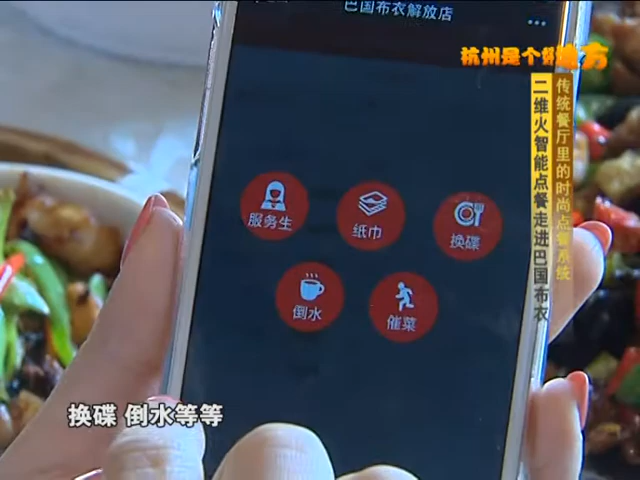 巴国布衣解放店
杭州是个好地方
传统餐厅里的时尚点餐系统
二维火智能点餐走进巴国布衣
服务生
纸巾
换碟
倒水
催菜
换碟 倒水等等